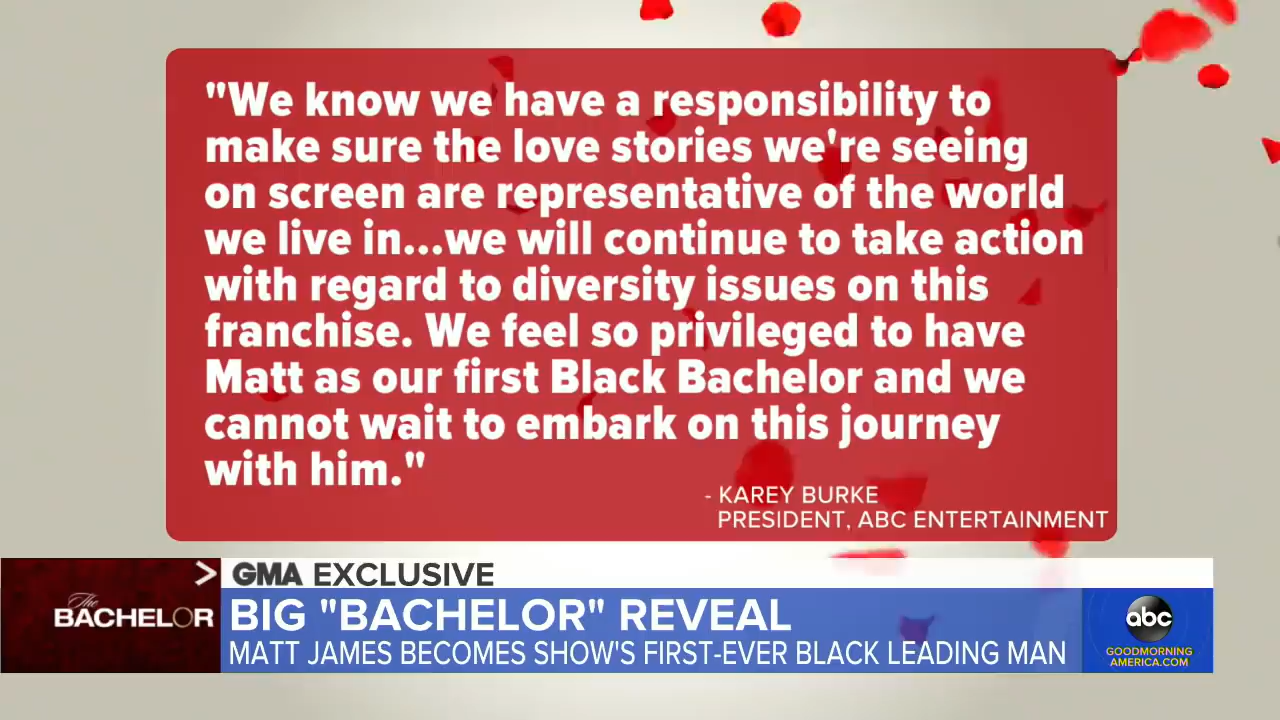 "We know we have a responsibility to
make sure the love stories we're seeing
on screen are representative of the world
we live in...we will continue to take action
with regard to diversity issues on this
franchise. We feel so privileged to have
Matt as our first Black Bachelor and we
cannot wait to embark on this journey
with him."
- KAREY BURKE
PRESIDENT, ABC ENTERTAINMENT
> GMA EXCLUSIVE
The
BACHELOR
BIG "BACHELOR" REVEAL
MATT JAMES BECOMES SHOW'S FIRST-EVER BLACK LEADING MAN
abc
GOODMORNING
AMERICA.COM